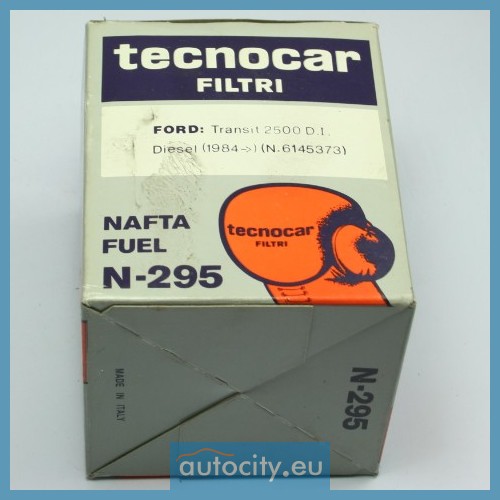 tecnocar
FILTRI
FORD: Transit 2500 D.I.
Diesel (1984->) (N.6145373)
NAFTA
FUEL
N-295
tecnocar
FILTRI
MADE IN ITALY
N-295
autocity.eu